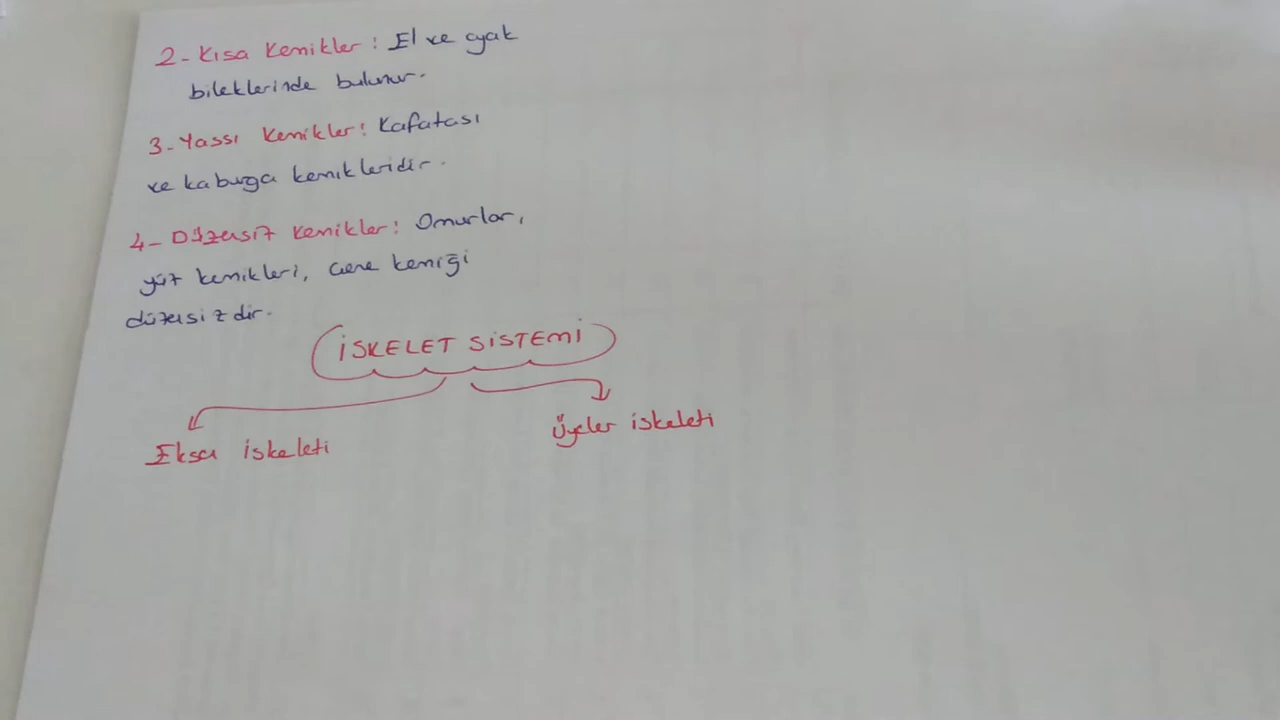 2- Kısa Kemikler: El ve ayak
bileklerinde bulunur.
3- Yassı Kemikler: Kafatası
ve kaburga kemikleridir.
4- Düzensiz Kemikler: Omurlar,
yüz kemikleri, çene kemiği
düzensizdir.
İSKELET SİSTEMİ
Eksen iskeleti
Üyeler iskeleti